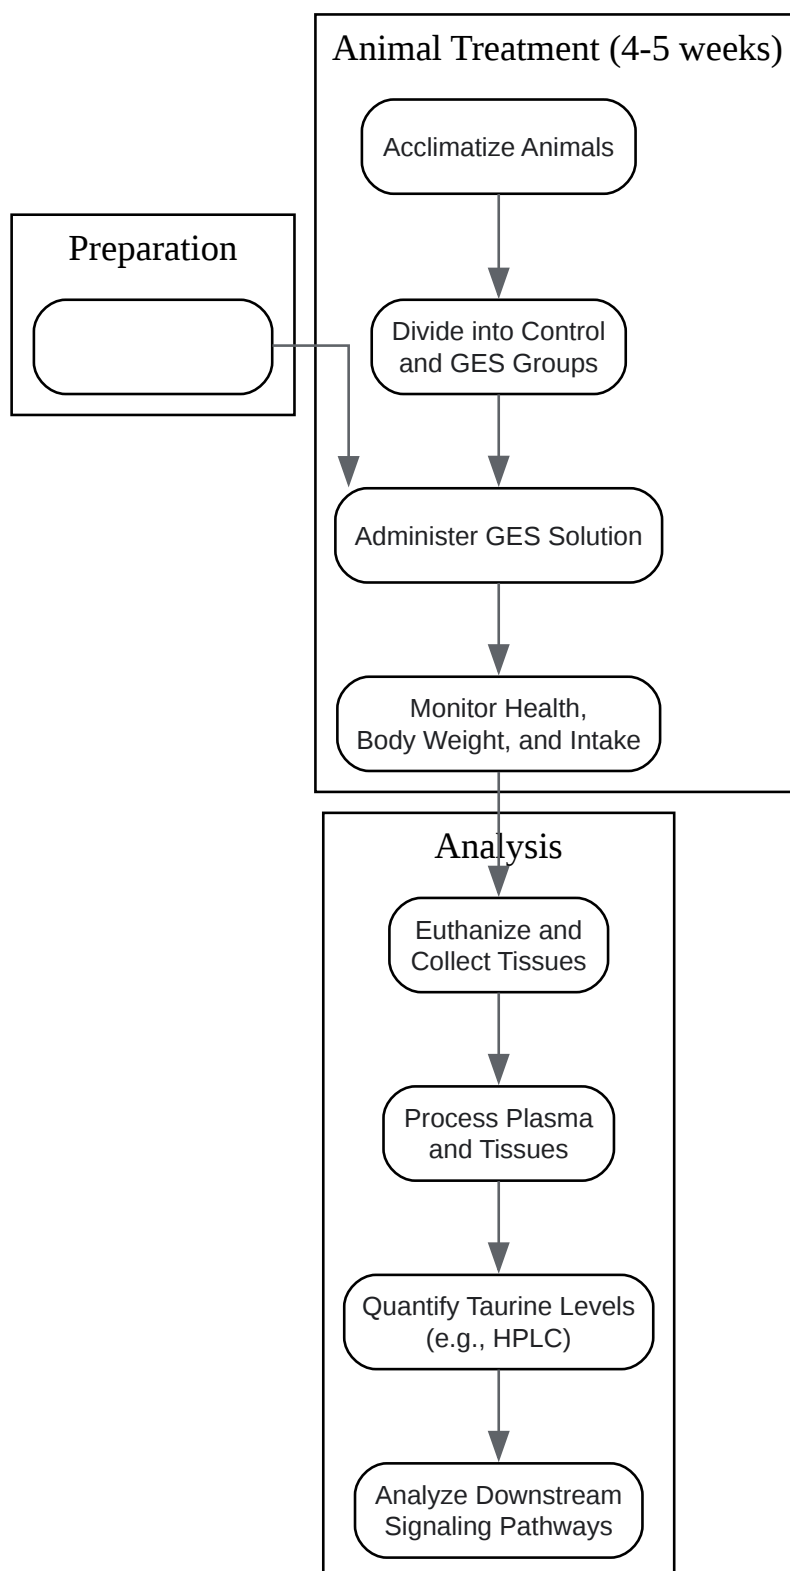 Animal Treatment (4-5 weeks)
Acclimatize Animals
Preparation
Divide into Control
and GES Groups
Administer GES Solution
Monitor Health,
Body Weight, and Intake
Analysis
Euthanize and
Collect Tissues
Process Plasma
and Tissues
Quantify Taurine Levels
(e.g., HPLC)
Analyze Downstream
Signaling Pathways